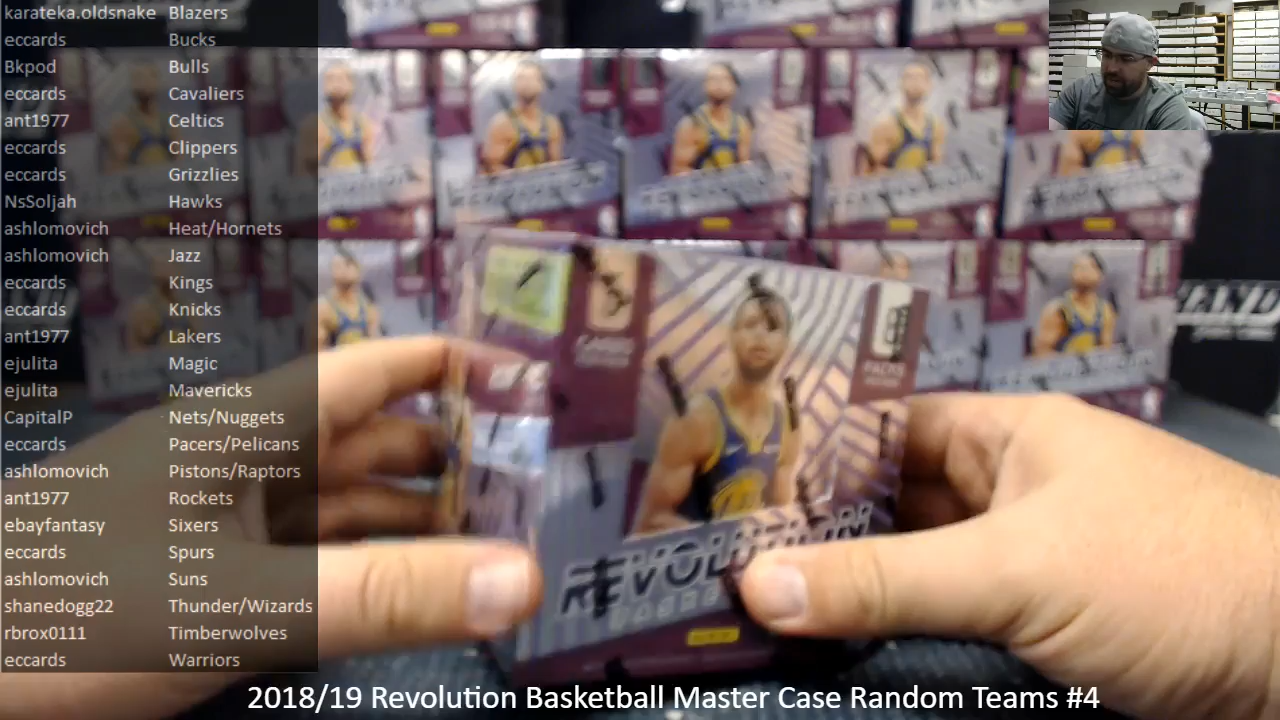 karateka.oldsnake Blazers
eccards Bucks
Bkpod Bulls
eccards Cavaliers
ant1977 Celtics
eccards Clippers
eccards Grizzlies
NsSoljah Hawks
ashlomovich Heat/Hornets
ashlomovich Jazz
eccards Kings
eccards Knicks
ant1977 Lakers
ejulita Magic
ejulita Mavericks
CapitalP Nets/Nuggets
eccards Pacers/Pelicans
ashlomovich Pistons/Raptors
ant1977 Rockets
ebayfantasy Sixers
eccards Spurs
ashlomovich Suns
shanedogg22 Thunder/Wizards
rbrox0111 Timberwolves
eccards Warriors
CARDS
PACKS
REVOLUTION
PANINI
2018/19 Revolution Basketball Master Case Random Teams #4